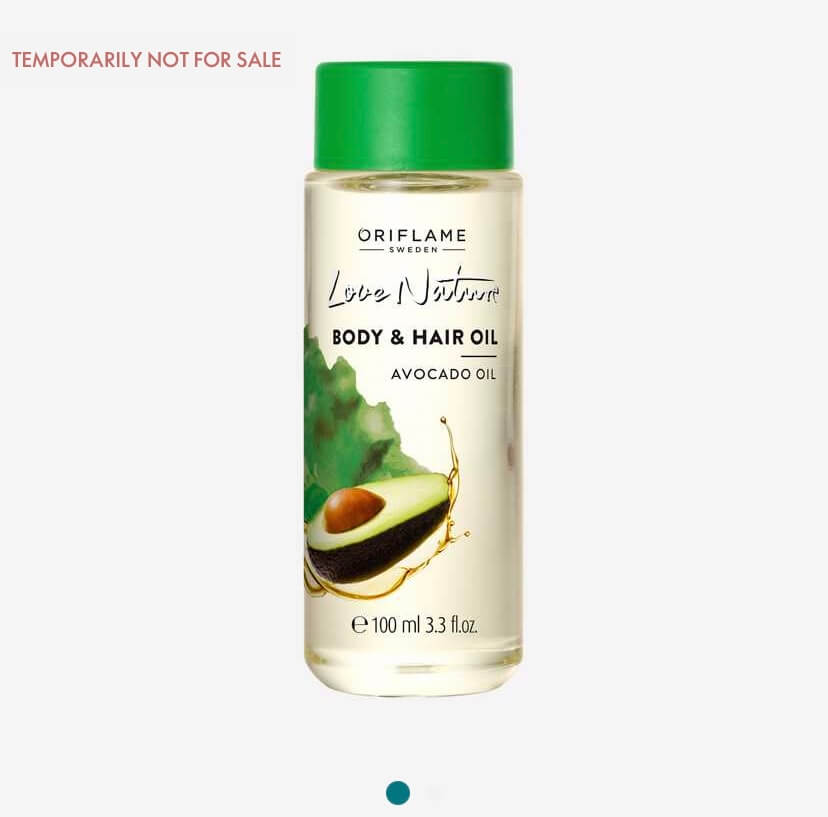 TEMPORARILY NOT FOR SALE
ORIFLAME
SWEDEN
Love Nature
BODY & HAIR OIL
AVOCADO OIL
℮ 100 ml 3.3 fl.oz.